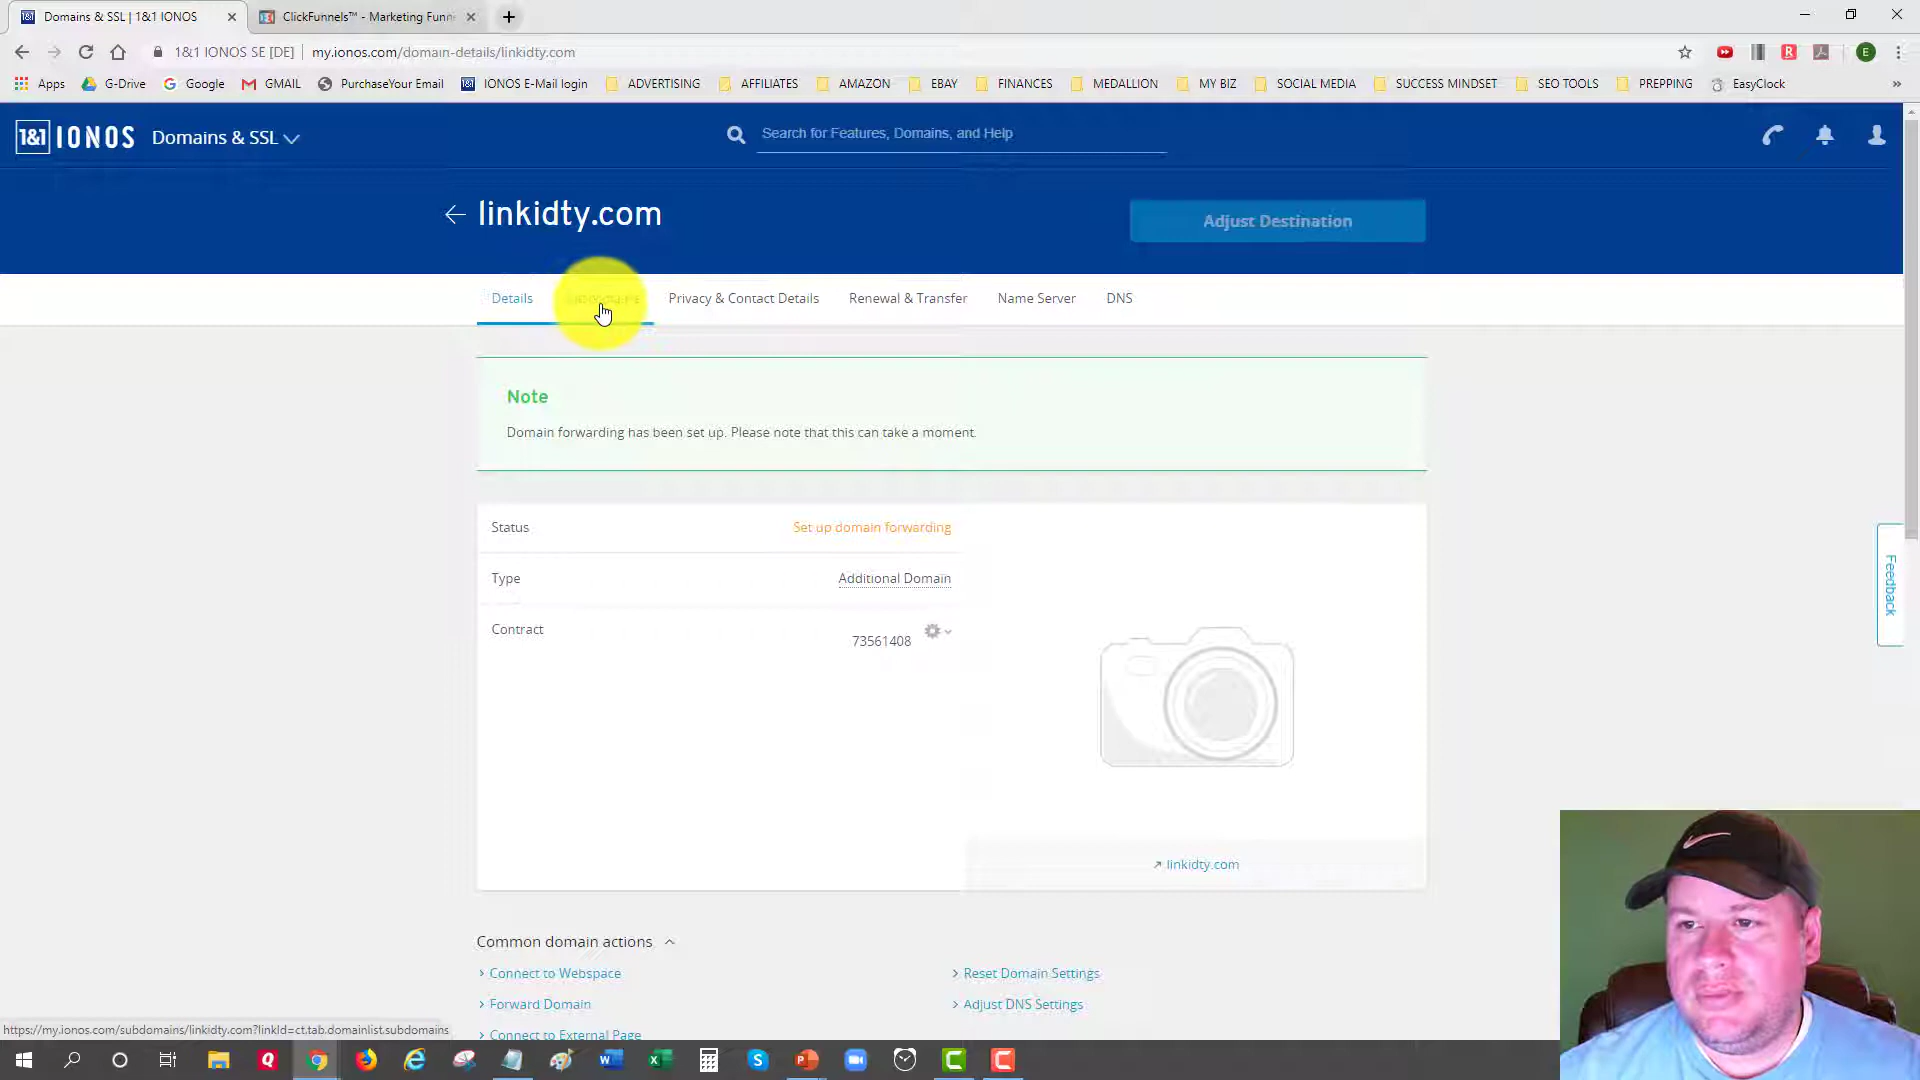 Domains & SSL | 1&1 IONOS
ClickFunnels™ - Marketing Funn
1&1 IONOS SE [DE]
my.ionos.com/domain-details/linkidty.com
Apps
G-Drive
Google
GMAIL
PurchaseYour Email
IONOS E-Mail login
ADVERTISING
AFFILIATES
AMAZON
EBAY
FINANCES
MEDALLION
MY BIZ
SOCIAL MEDIA
SUCCESS MINDSET
SEO TOOLS
PREPPING
EasyClock
1&1 IONOS
Domains & SSL
Search for Features, Domains, and Help
linkidty.com
Adjust Destination
Details
Privacy & Contact Details
Renewal & Transfer
Name Server
DNS
Note
Domain forwarding has been set up. Please note that this can take a moment.
Status
Set up domain forwarding
Type
Additional Domain
Contract
73561408
linkidty.com
Feedback
Common domain actions
Connect to Webspace
Reset Domain Settings
Forward Domain
Adjust DNS Settings
Connect to External Page
https://my.ionos.com/subdomains/linkidty.com?linkId=ct.tab.domainlist.subdomains